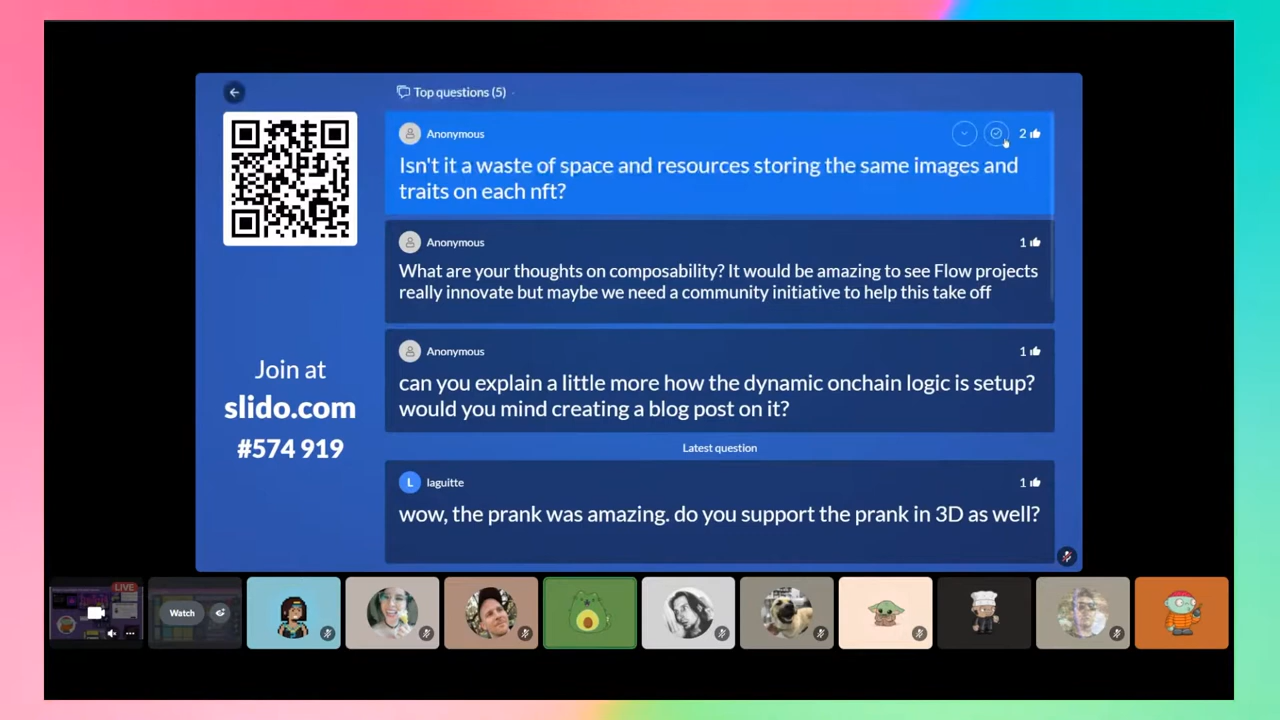 Top questions (5)
Anonymous
2
Isn't it a waste of space and resources storing the same images and
traits on each nft?
Anonymous
1
What are your thoughts on composability? It would be amazing to see Flow projects
really innovate but maybe we need a community initiative to help this take off
Anonymous
1
can you explain a little more how the dynamic onchain logic is setup?
would you mind creating a blog post on it?
Latest question
L
laguitte
1
wow, the prank was amazing. do you support the prank in 3D as well?
Join at
slido.com
#574 919
LIVE
Watch